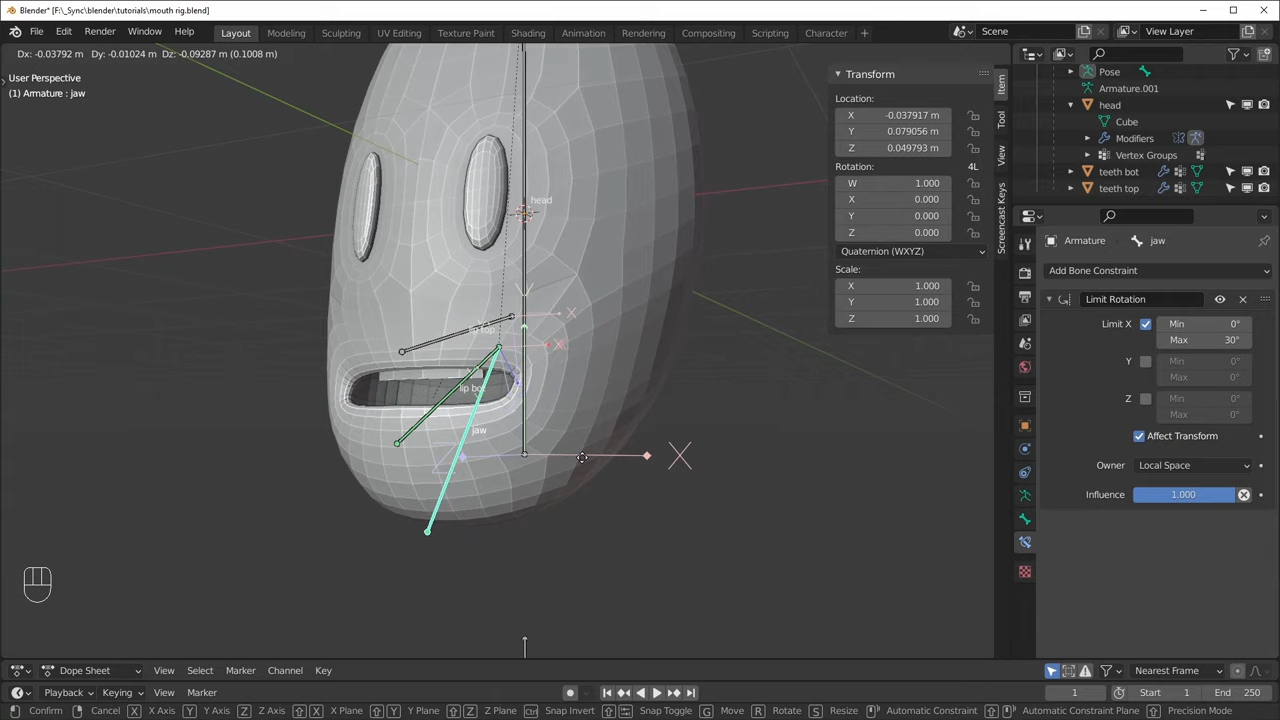 Blender* [F:\_Sync\blender\tutorials\mouth rig.blend]
File Edit Render Window Help Layout Modeling Sculpting UV Editing Texture Paint Shading Animation Rendering Compositing Scripting Character + Scene View Layer
Dx: -0.03792 m Dy: -0.01024 m Dz: -0.09287 m (0.1008 m)
User Perspective
(1) Armature : jaw
head
X
X
lip bot
jaw
X
Transform
Location:
X -0.037917 m
Y 0.079056 m
Z 0.049793 m
Rotation: 4L
W 1.000
X 0.000
Y 0.000
Z 0.000
Quaternion (WXYZ)
Scale:
X 1.000
Y 1.000
Z 1.000
Item
Tool
View
Screencast Keys
Pose
Armature.001
head
Cube
Modifiers
Vertex Groups
teeth bot
teeth top
Armature jaw
Add Bone Constraint
Limit Rotation
Limit X Min 0°
Max 30°
Y Min 0°
Max 0°
Z Min 0°
Max 0°
Affect Transform
Owner Local Space
Influence 1.000
Dope Sheet View Select Marker Channel Key Nearest Frame
Playback Keying View Marker 1 Start 1 End 250
Confirm Cancel X X Axis Y Y Axis Z Z Axis X X Plane Y Y Plane Z Z Plane Snap Invert Snap Toggle G Move R Rotate S Resize Automatic Constraint Automatic Constraint Plane Precision Mode